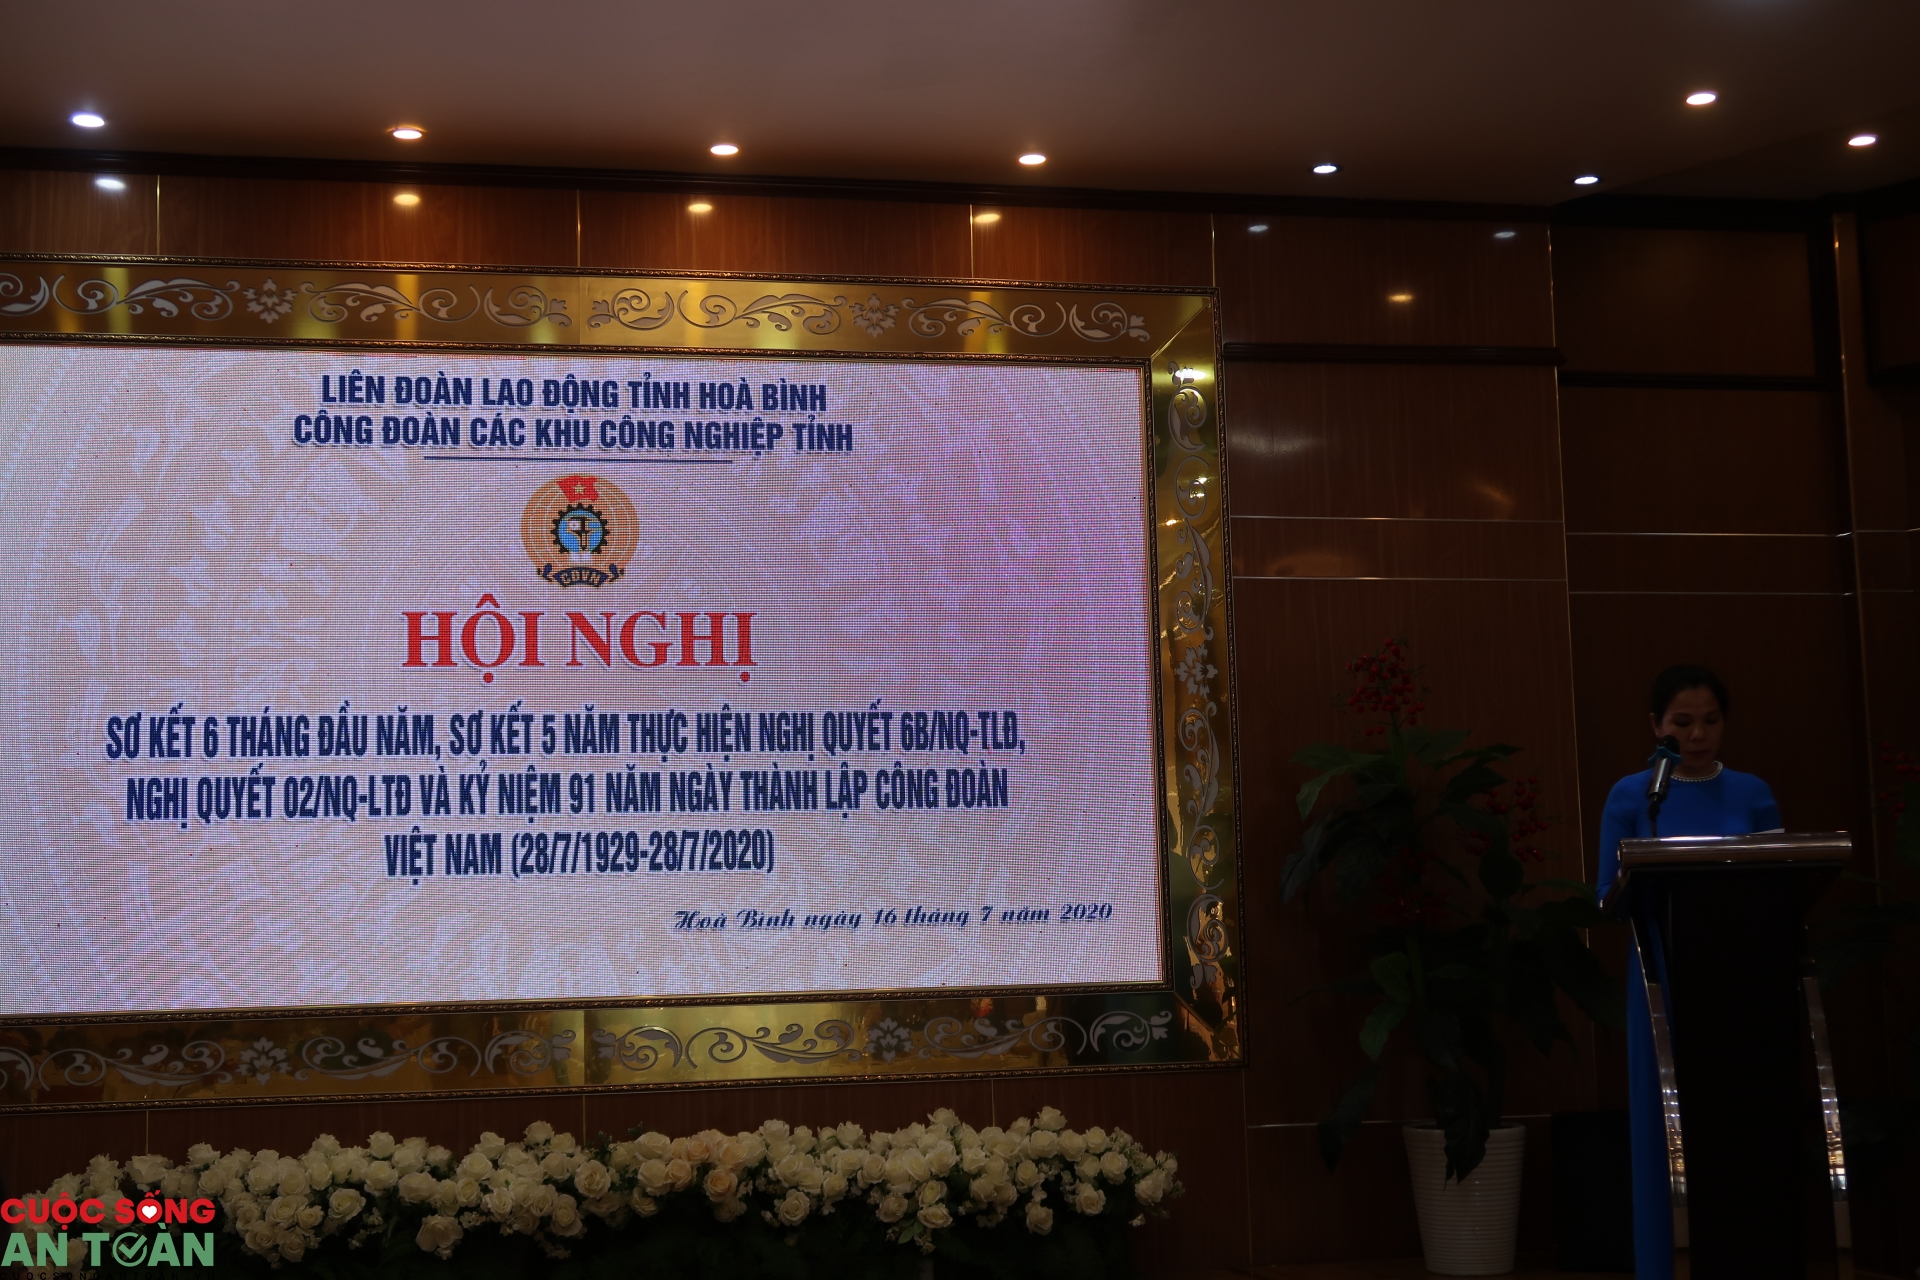 LIÊN ĐOÀN LAO ĐỘNG TỈNH HOÀ BÌNH
CÔNG ĐOÀN CÁC KHU CÔNG NGHIỆP TỈNH
CĐVN
HỘI NGHỊ
SƠ KẾT 6 THÁNG ĐẦU NĂM, SƠ KẾT 5 NĂM THỰC HIỆN NGHỊ QUYẾT 6B/NQ-TLĐ,
NGHỊ QUYẾT 02/NQ-LTĐ VÀ KỶ NIỆM 91 NĂM NGÀY THÀNH LẬP CÔNG ĐOÀN
VIỆT NAM (28/7/1929-28/7/2020)
Hoà Bình ngày 16 tháng 7 năm 2020
CUỘC SỐNG
AN TOÀN